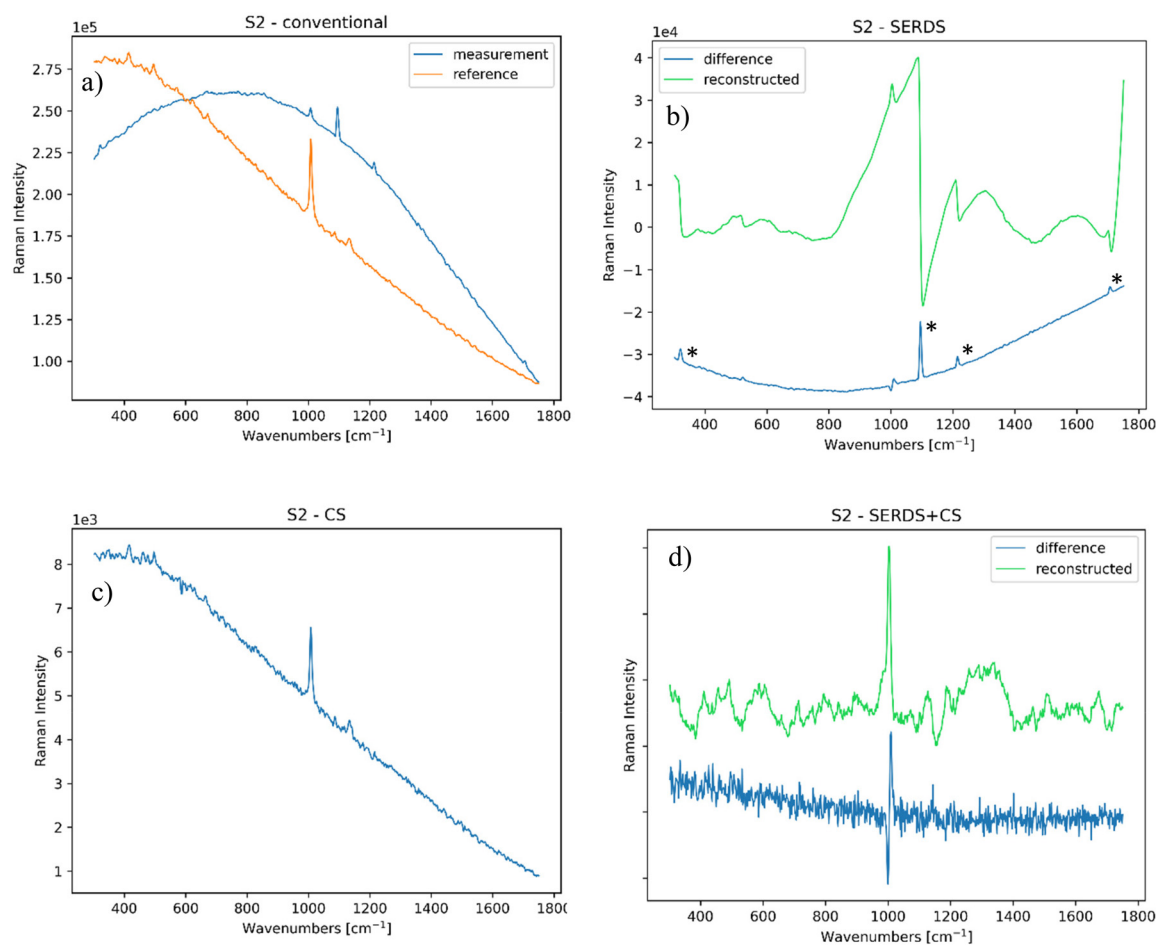 S2 - conventional
1e5
a)
measurement
reference
2.75
2.50
2.25
2.00
1.75
1.50
1.25
1.00
Raman Intensity
400 600 800 1000 1200 1400 1600 1800
Wavenumbers [cm⁻¹]
S2 - SERDS
1e4
b)
difference
reconstructed
4
3
2
1
0
−1
−2
−3
−4
* * * *
Raman Intensity
400 600 800 1000 1200 1400 1600 1800
Wavenumbers [cm⁻¹]
S2 - CS
1e3
c)
8
7
6
5
4
3
2
1
Raman Intensity
400 600 800 1000 1200 1400 1600 1800
Wavenumbers [cm⁻¹]
S2 - SERDS+CS
d)
difference
reconstructed
Raman Intensity
400 600 800 1000 1200 1400 1600 1800
Wavenumbers [cm⁻¹]